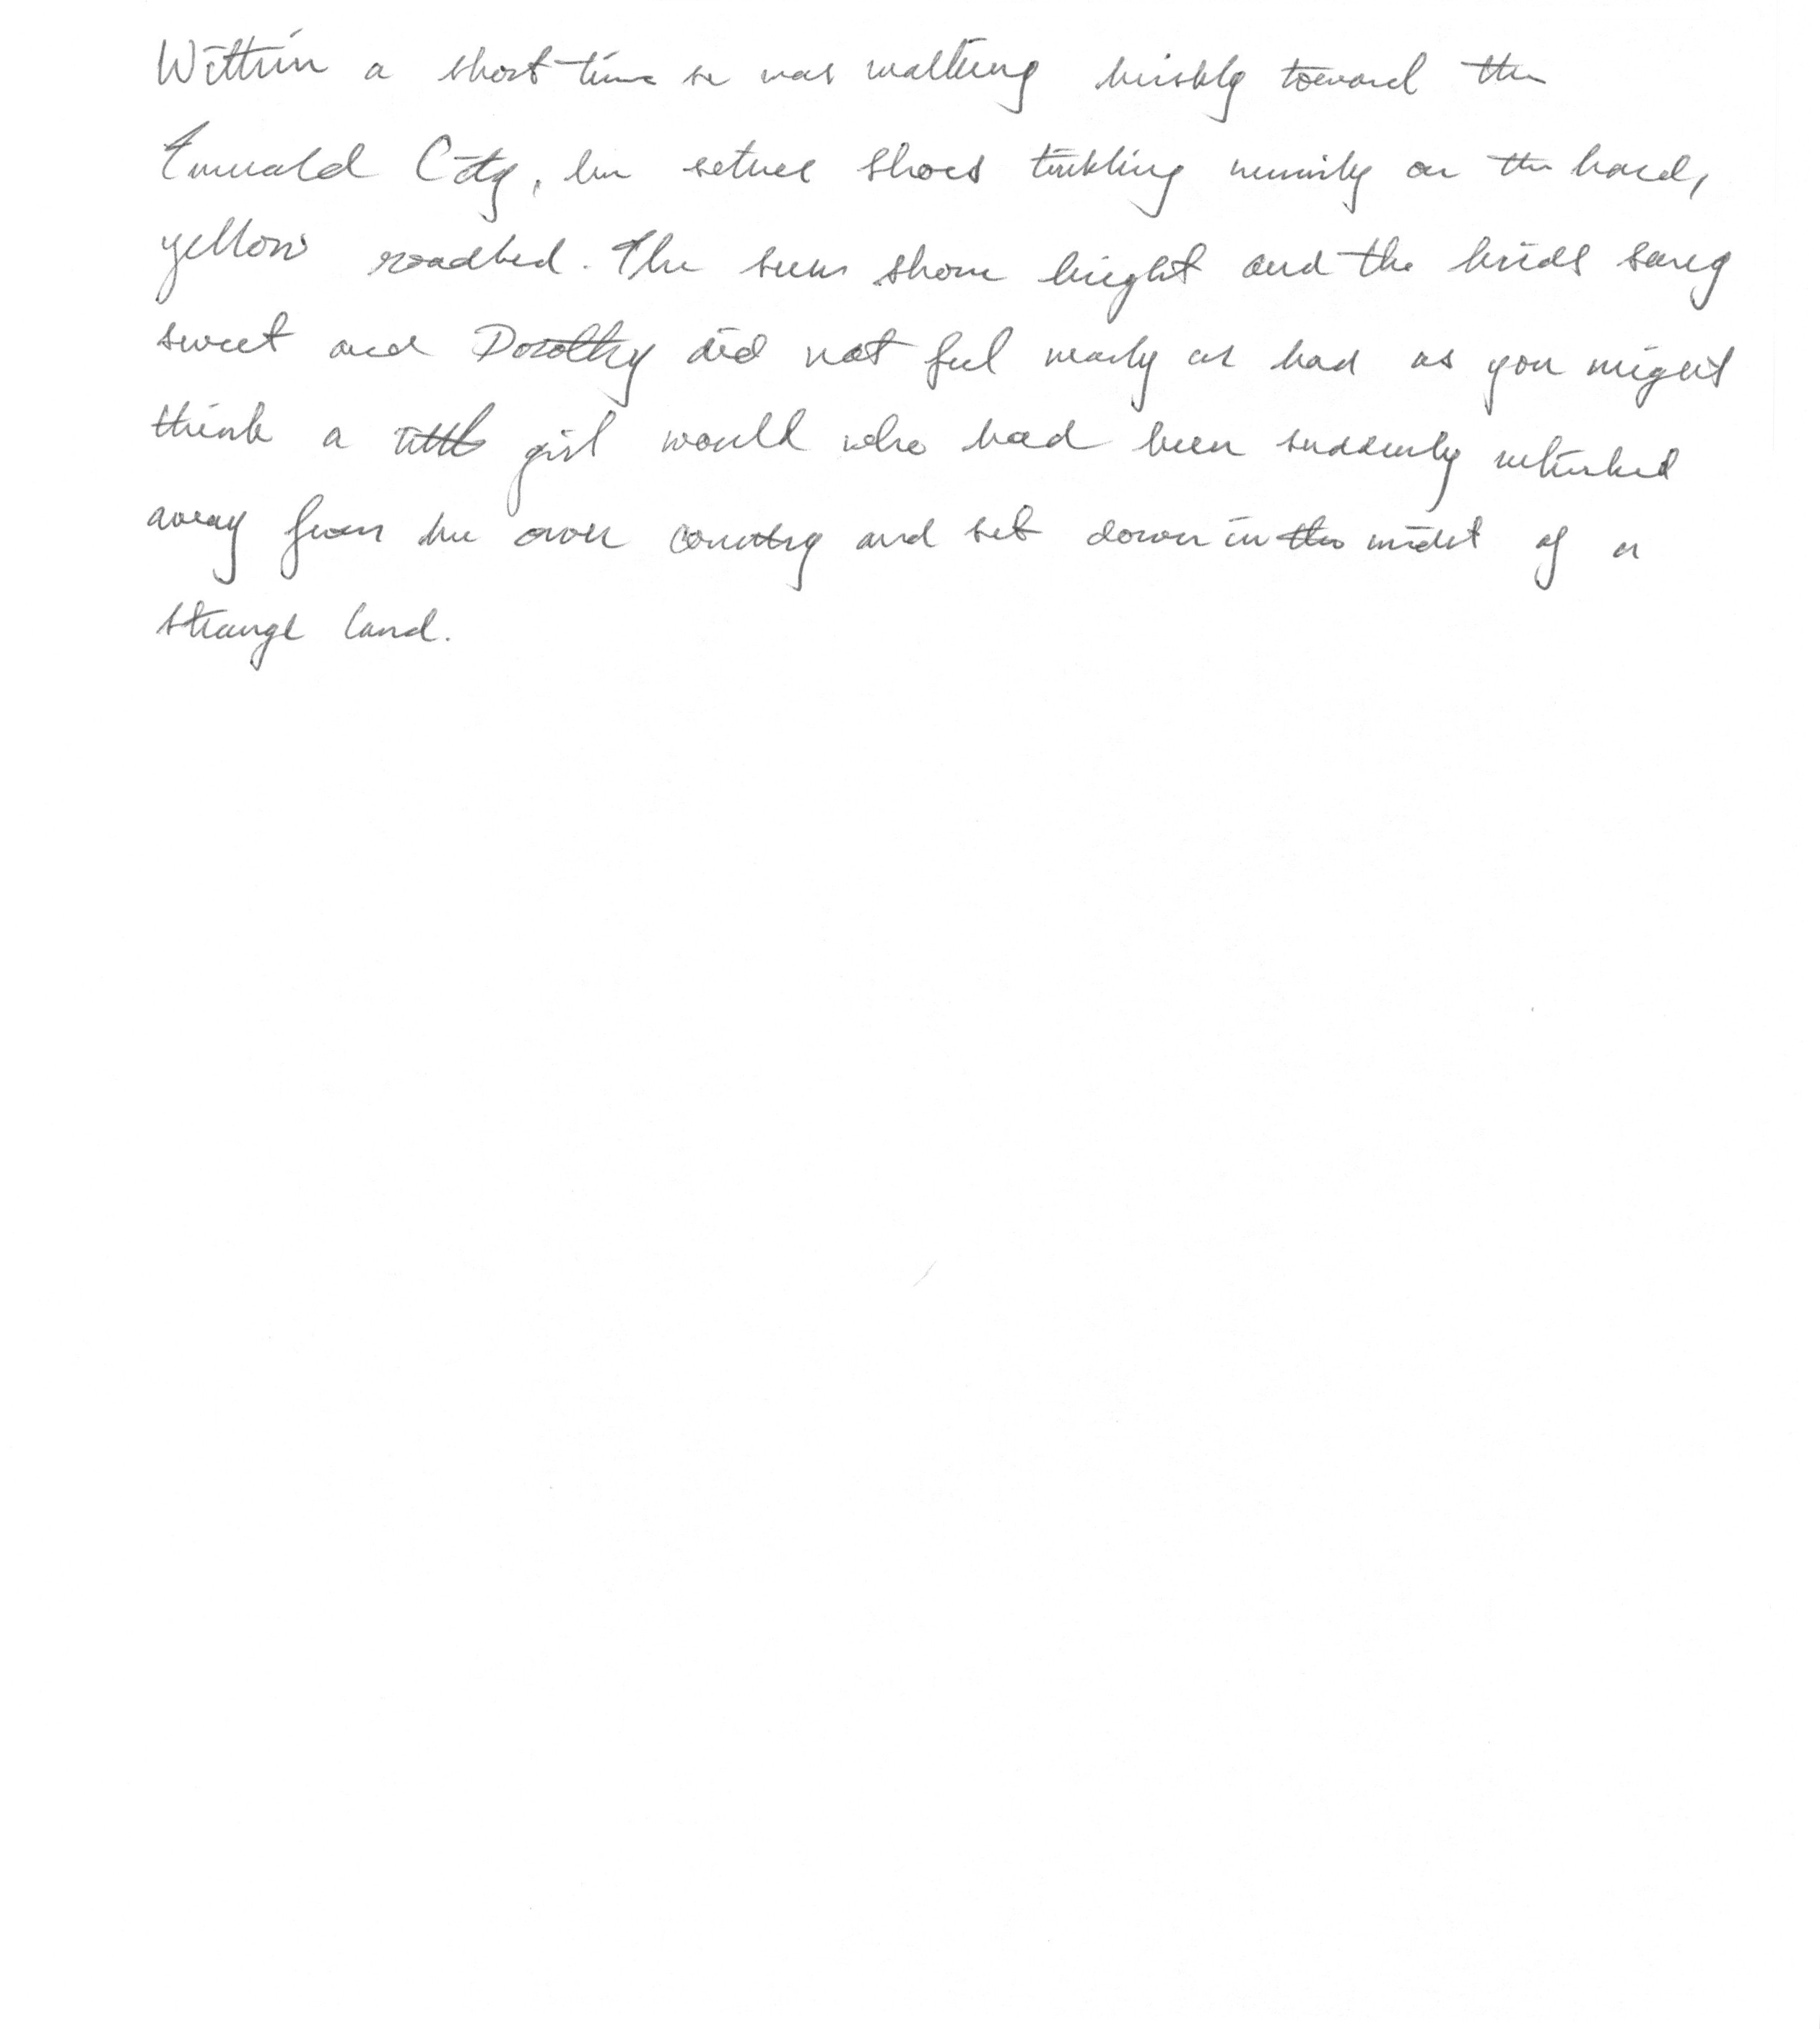 Within a short time se was walking briskly toward the
Emerald City, her silver shoes tinkling merrily on the hard,
yellow roadbed. The sun shone bright and the birds sang
sweet and Dorothy did not feel nearly as bad as you might
think a little girl would who had been suddenly whisked
away from her own country and set down in the midst of a
strange land.